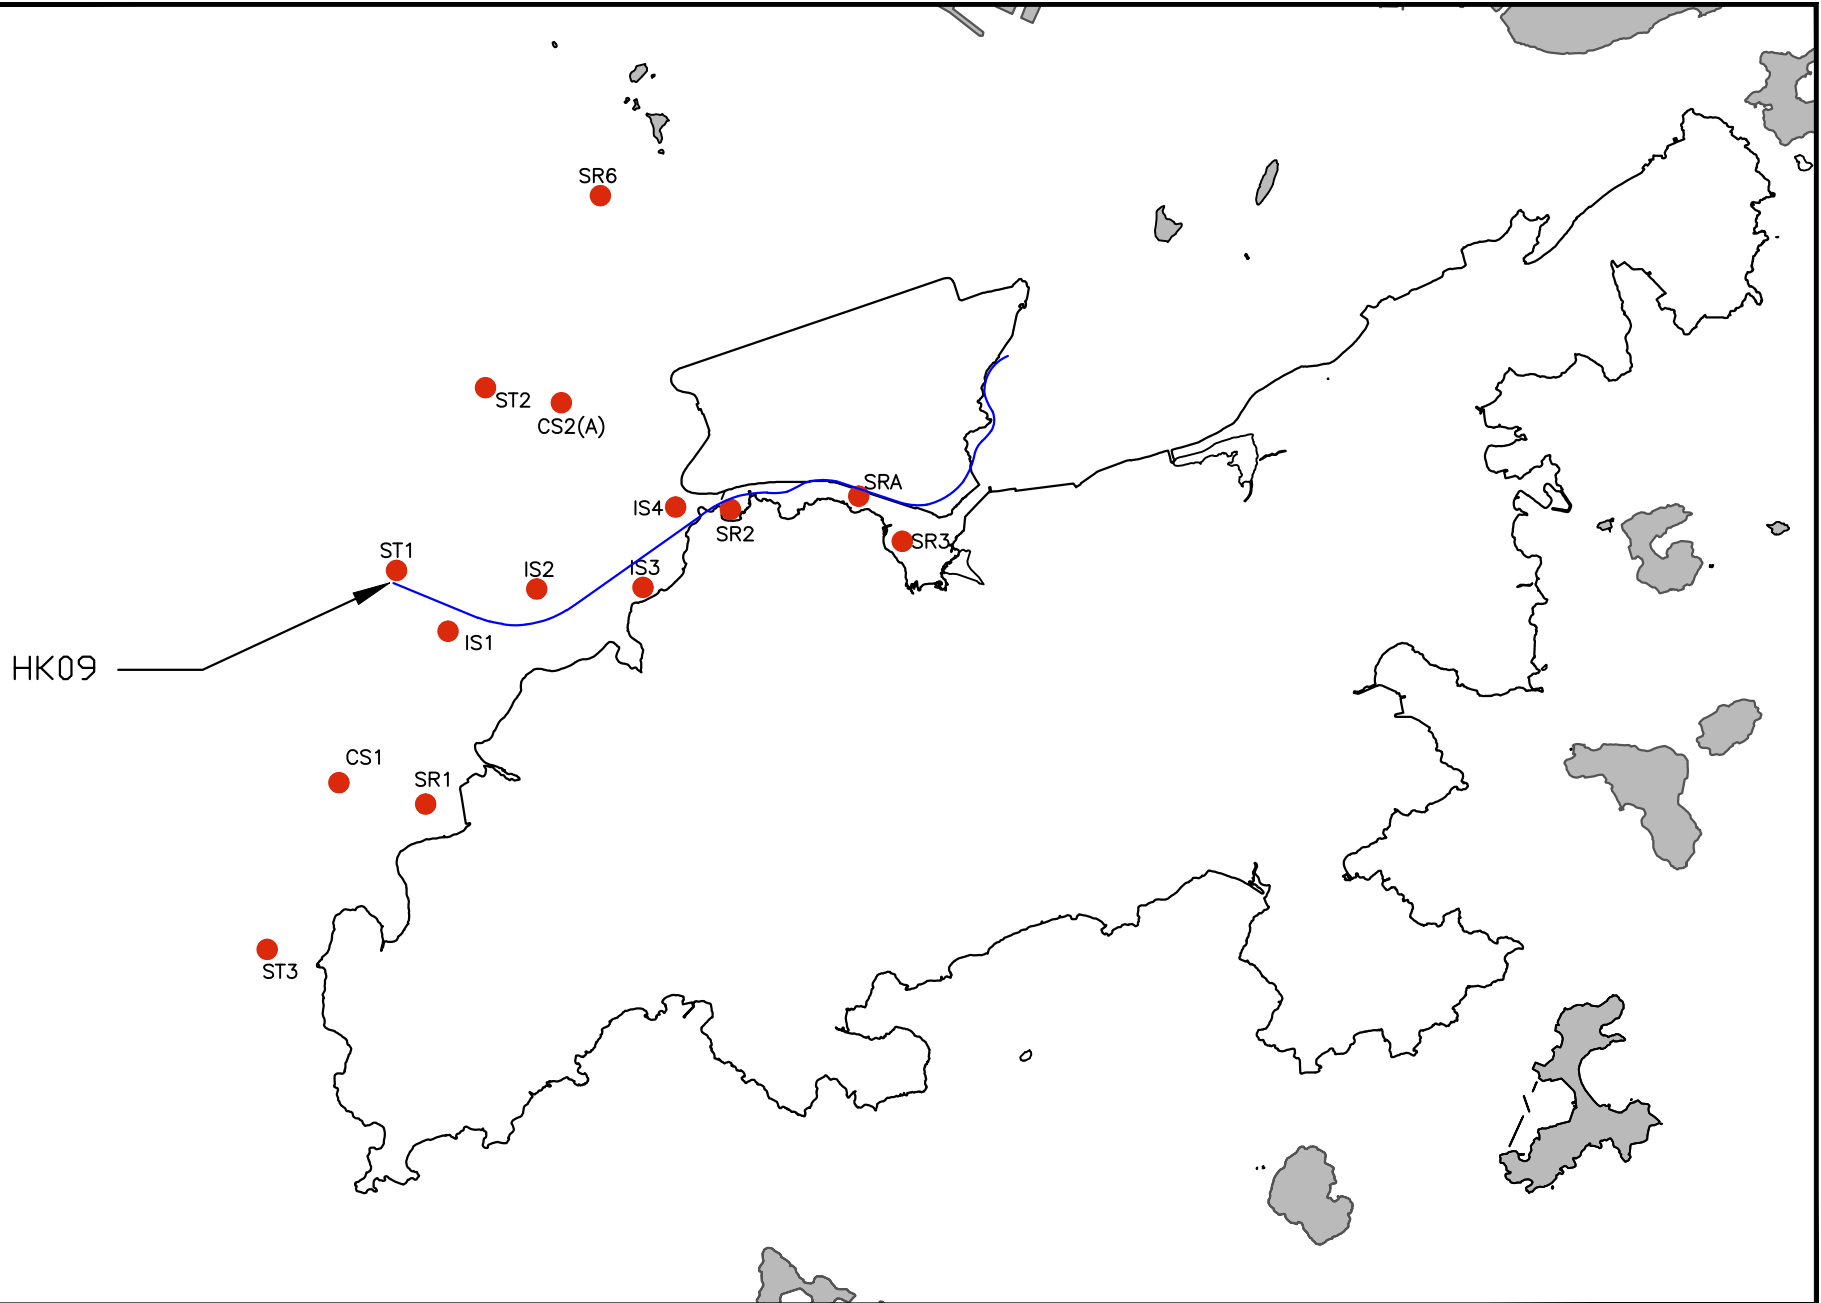 SR6
ST2
CS2(A)
SRA
IS4
SR2
SR3
ST1
IS2
IS3
IS1
HK09
CS1
SR1
ST3